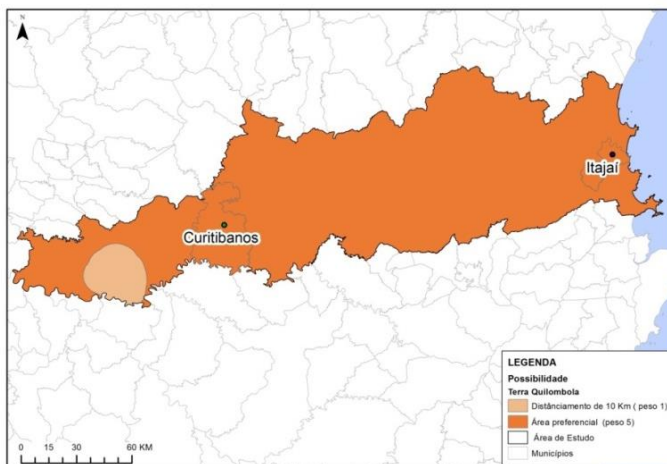 N
Itajaí
Curitibanos
0 15 30 60 KM
LEGENDA
Possibilidade
Terra Quilombola
Distânciamento de 10 Km ( peso 1)
Área preferencial (peso 5)
Área de Estudo
Municípios